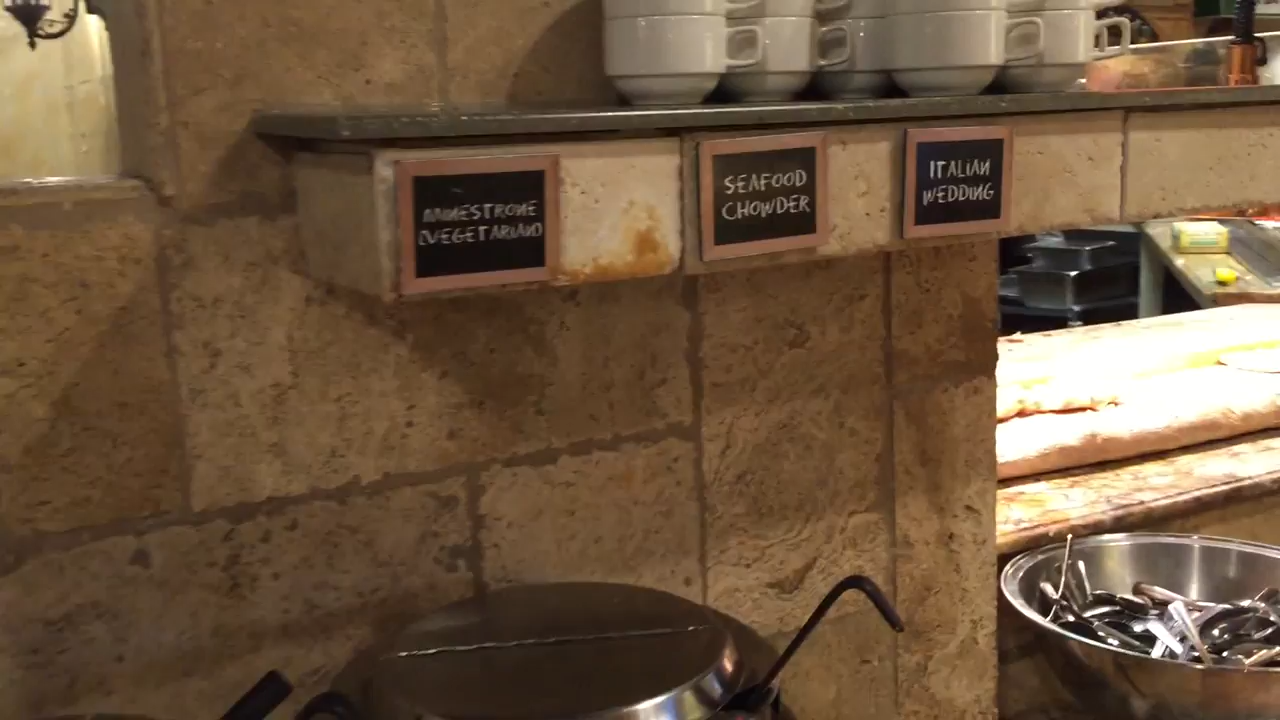 MINESTRONE
(VEGETARIAN)
SEAFOOD
CHOWDER
ITALIAN
WEDDING